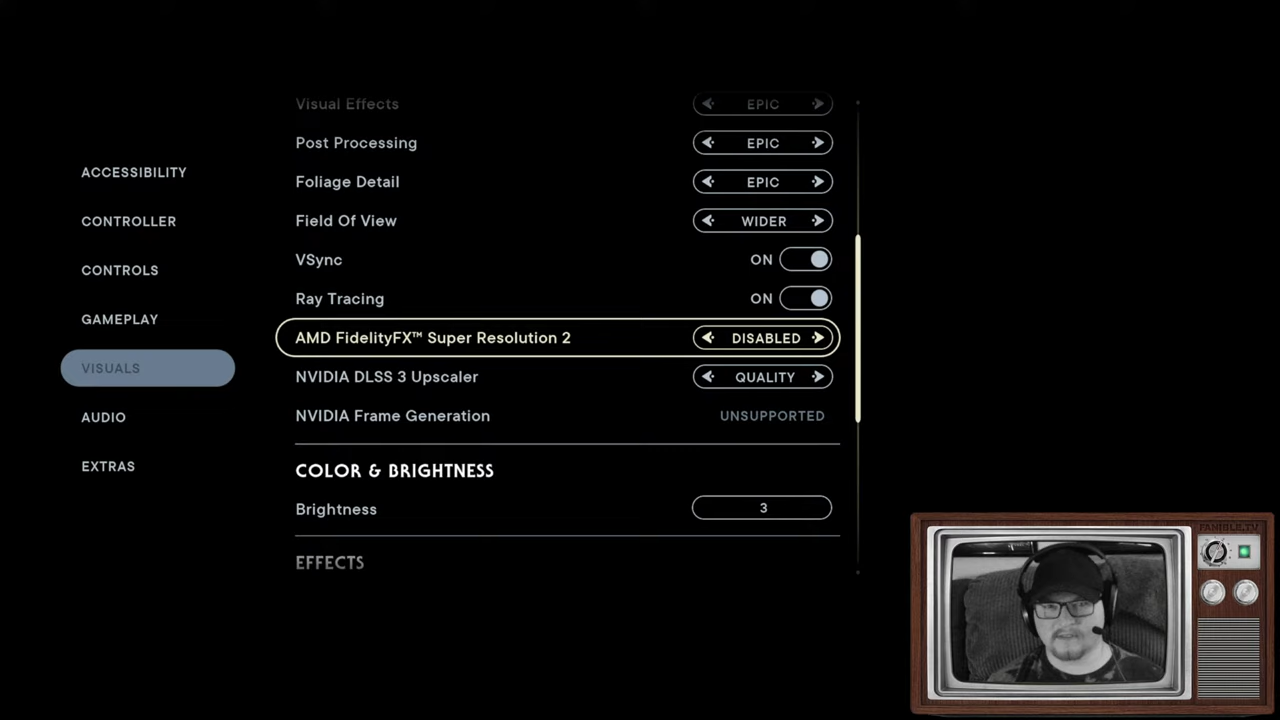 Visual Effects EPIC
Post Processing EPIC
ACCESSIBILITY
Foliage Detail EPIC
CONTROLLER
Field Of View WIDER
VSync ON
CONTROLS
Ray Tracing ON
GAMEPLAY
AMD FidelityFX™ Super Resolution 2 DISABLED
VISUALS
NVIDIA DLSS 3 Upscaler QUALITY
AUDIO
NVIDIA Frame Generation UNSUPPORTED
EXTRAS
COLOR & BRIGHTNESS
Brightness 3
EFFECTS